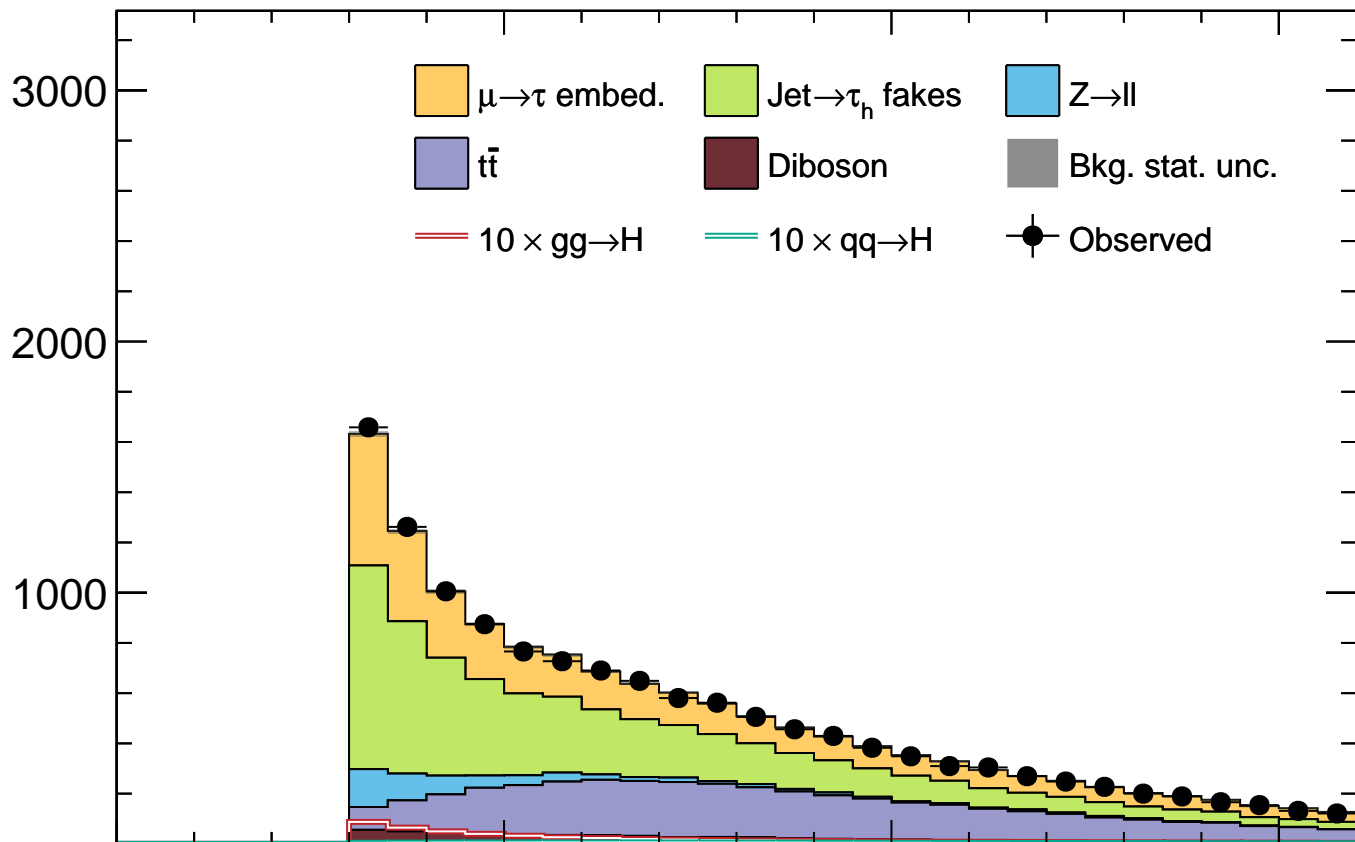 3000
μ→τ embed. Jet→τh fakes Z→ll
tt̄ Diboson Bkg. stat. unc.
10 × gg→H 10 × qq→H Observed
2000
1000